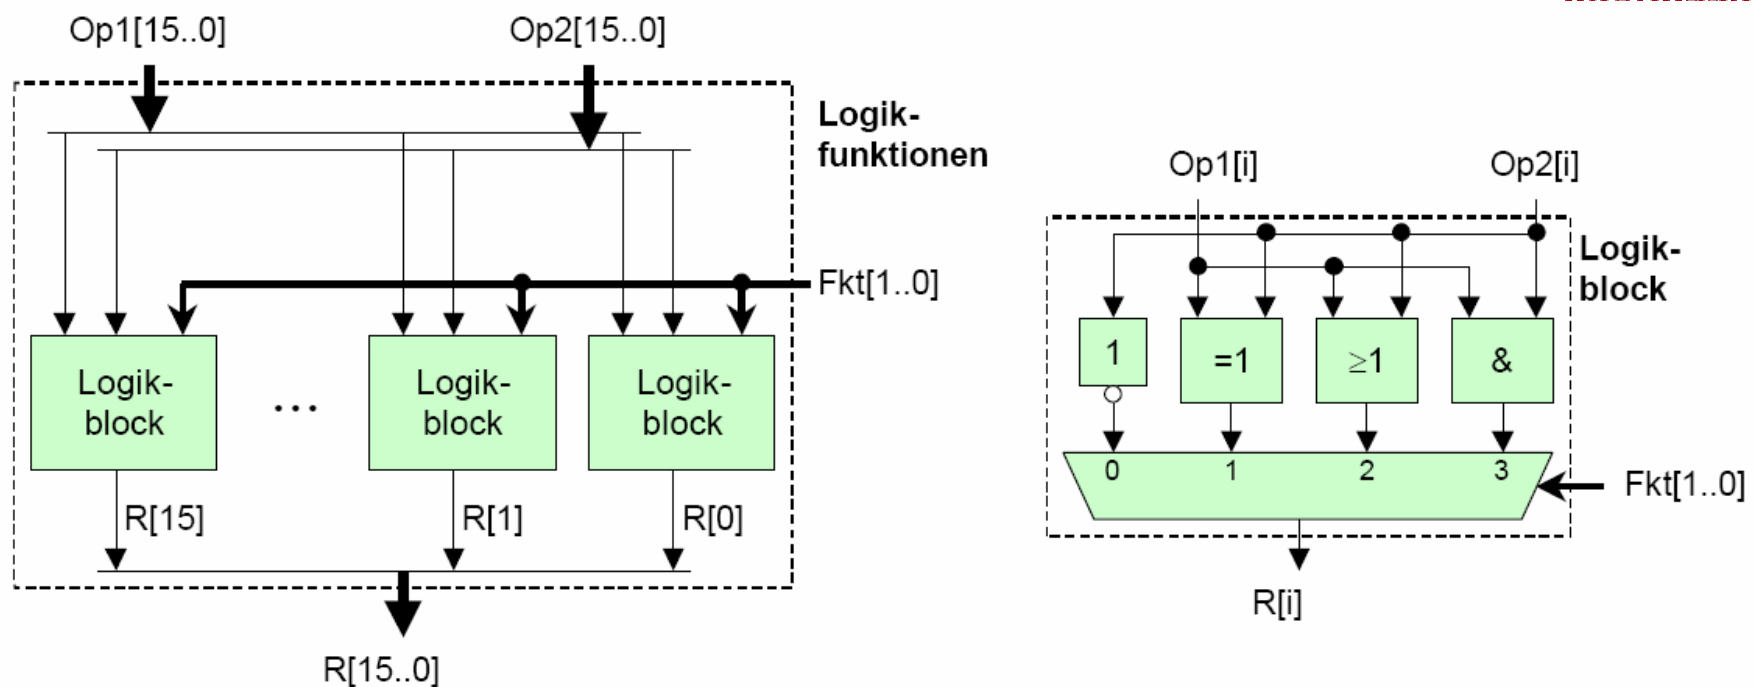 Op1[15..0]
Op2[15..0]
Logik-
funktionen
Fkt[1..0]
Logik-
block
...
Logik-
block
Logik-
block
R[15]
R[1]
R[0]
R[15..0]
Op1[i]
Op2[i]
Logik-
block
1
=1
≥1
&
0
1
2
3
Fkt[1..0]
R[i]